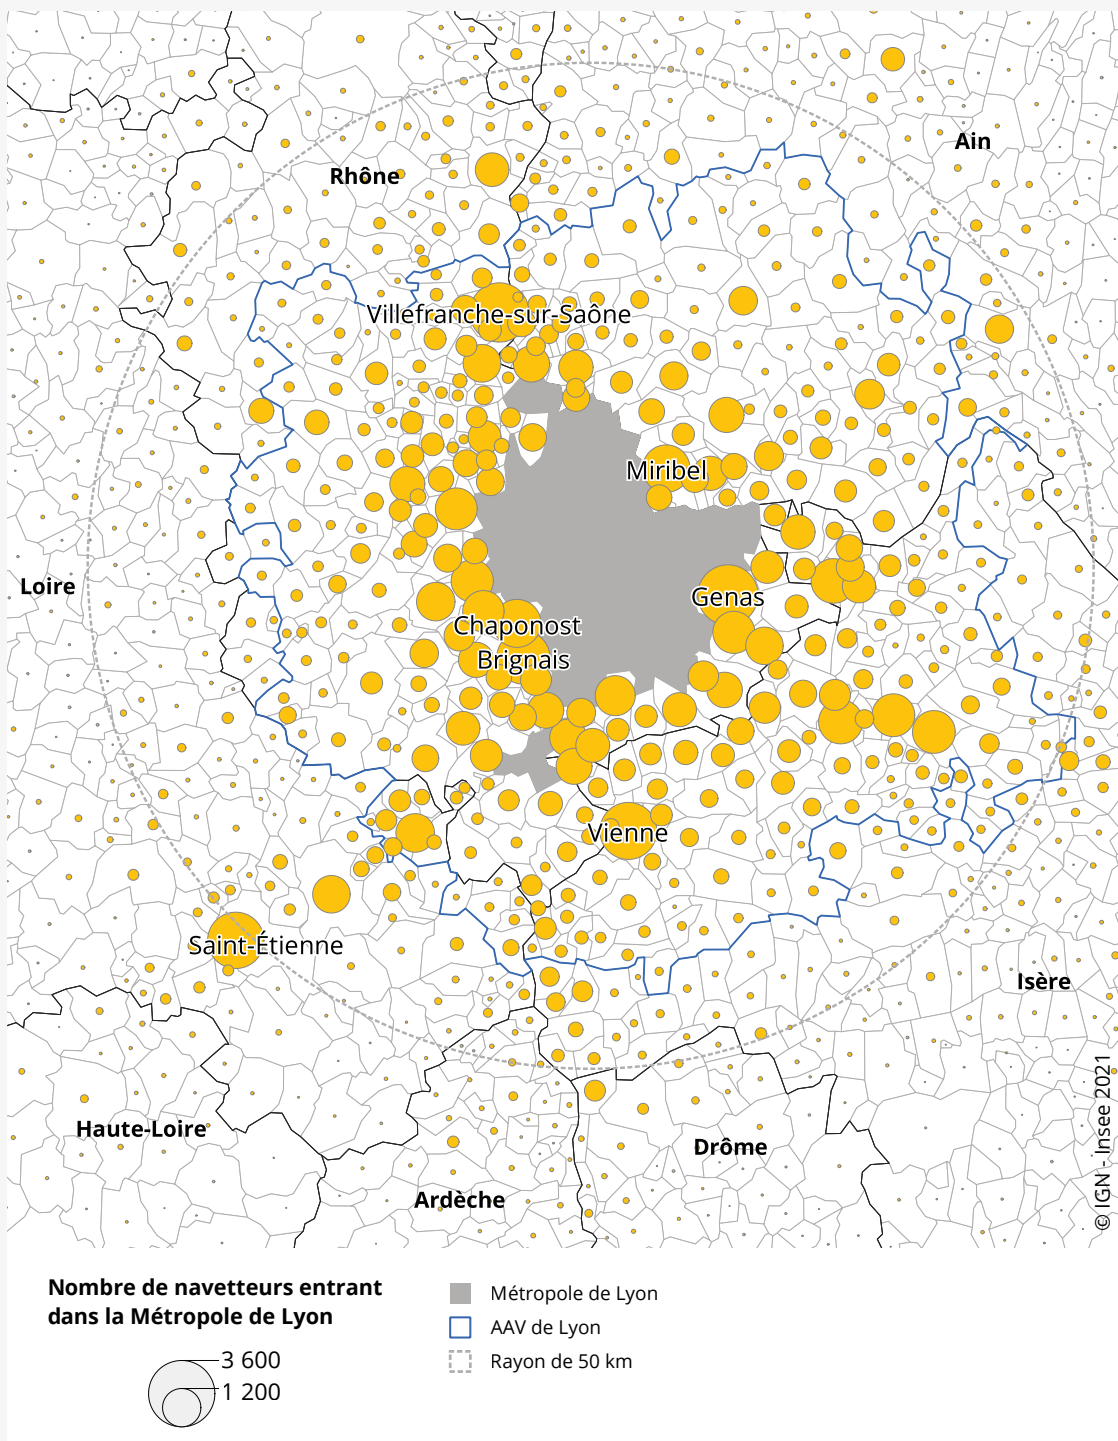 Ain
Rhône
Villefranche-sur-Saône
Miribel
Loire
Genas
Chaponost
Brignais
Vienne
Saint-Étienne
Isère
Haute-Loire
Drôme
Ardèche
© IGN - Insee 2021
Nombre de navetteurs entrant
dans la Métropole de Lyon
3 600
1 200
Métropole de Lyon
AAV de Lyon
Rayon de 50 km